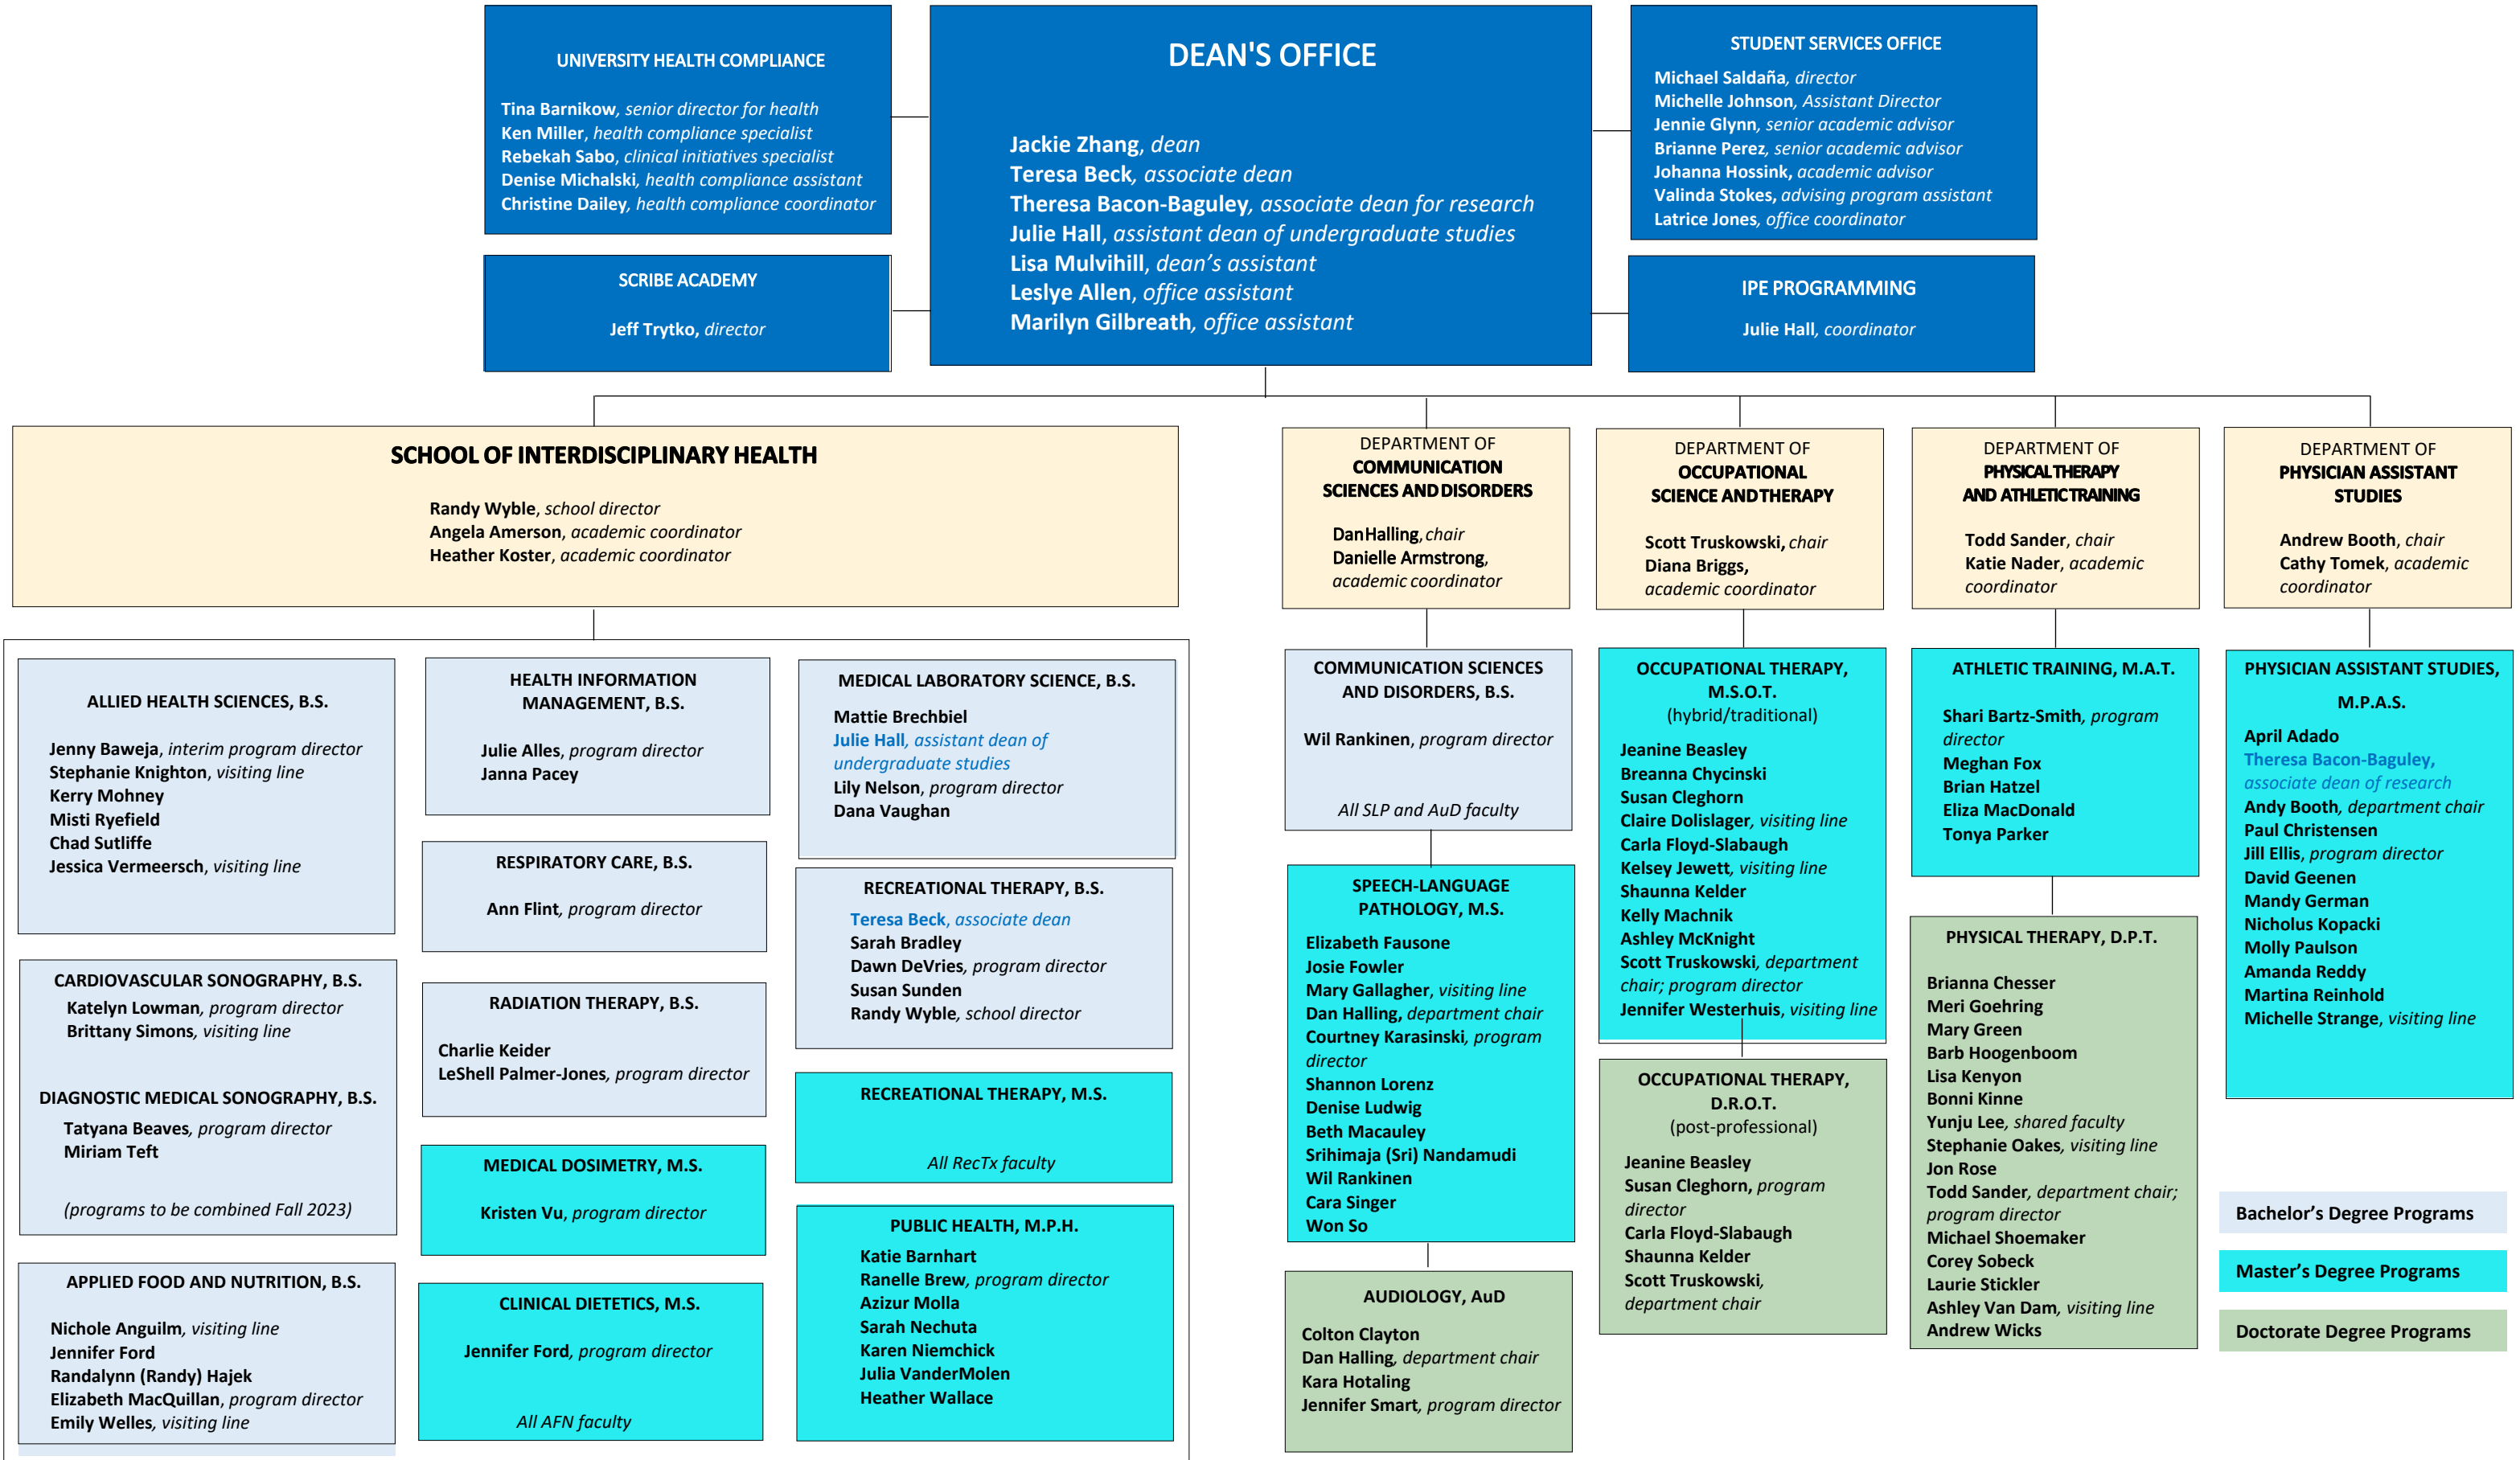 UNIVERSITY HEALTH COMPLIANCE
Tina Barnikow, senior director for health
Ken Miller, health compliance specialist
Rebekah Sabo, clinical initiatives specialist
Denise Michalski, health compliance assistant
Christine Dailey, health compliance coordinator
SCRIBE ACADEMY
Jeff Trytko, director
DEAN'S OFFICE
Jackie Zhang, dean
Teresa Beck, associate dean
Theresa Bacon-Baguley, associate dean for research
Julie Hall, assistant dean of undergraduate studies
Lisa Mulvihill, dean’s assistant
Leslye Allen, office assistant
Marilyn Gilbreath, office assistant
STUDENT SERVICES OFFICE
Michael Saldaña, director
Michelle Johnson, Assistant Director
Jennie Glynn, senior academic advisor
Brianne Perez, senior academic advisor
Johanna Hossink, academic advisor
Valinda Stokes, advising program assistant
Latrice Jones, office coordinator
IPE PROGRAMMING
Julie Hall, coordinator
SCHOOL OF INTERDISCIPLINARY HEALTH
Randy Wyble, school director
Angela Amerson, academic coordinator
Heather Koster, academic coordinator
DEPARTMENT OF
COMMUNICATION
SCIENCES AND DISORDERS
Dan Halling, chair
Danielle Armstrong,
academic coordinator
DEPARTMENT OF
OCCUPATIONAL
SCIENCE AND THERAPY
Scott Truskowski, chair
Diana Briggs,
academic coordinator
DEPARTMENT OF
PHYSICAL THERAPY
AND ATHLETIC TRAINING
Todd Sander, chair
Katie Nader, academic
coordinator
DEPARTMENT OF
PHYSICIAN ASSISTANT
STUDIES
Andrew Booth, chair
Cathy Tomek, academic
coordinator
ALLIED HEALTH SCIENCES, B.S.
Jenny Baweja, interim program director
Stephanie Knighton, visiting line
Kerry Mohney
Misti Ryefield
Chad Sutliffe
Jessica Vermeersch, visiting line
CARDIOVASCULAR SONOGRAPHY, B.S.
Katelyn Lowman, program director
Brittany Simons, visiting line
DIAGNOSTIC MEDICAL SONOGRAPHY, B.S.
Tatyana Beaves, program director
Miriam Teft
(programs to be combined Fall 2023)
APPLIED FOOD AND NUTRITION, B.S.
Nichole Anguilm, visiting line
Jennifer Ford
Randalynn (Randy) Hajek
Elizabeth MacQuillan, program director
Emily Welles, visiting line
HEALTH INFORMATION
MANAGEMENT, B.S.
Julie Alles, program director
Janna Pacey
RESPIRATORY CARE, B.S.
Ann Flint, program director
RADIATION THERAPY, B.S.
Charlie Keider
LeShell Palmer-Jones, program director
MEDICAL DOSIMETRY, M.S.
Kristen Vu, program director
CLINICAL DIETETICS, M.S.
Jennifer Ford, program director
All AFN faculty
MEDICAL LABORATORY SCIENCE, B.S.
Mattie Brechbiel
Julie Hall, assistant dean of
undergraduate studies
Lily Nelson, program director
Dana Vaughan
RECREATIONAL THERAPY, B.S.
Teresa Beck, associate dean
Sarah Bradley
Dawn DeVries, program director
Susan Sunden
Randy Wyble, school director
RECREATIONAL THERAPY, M.S.
All RecTx faculty
PUBLIC HEALTH, M.P.H.
Katie Barnhart
Ranelle Brew, program director
Azizur Molla
Sarah Nechuta
Karen Niemchick
Julia VanderMolen
Heather Wallace
COMMUNICATION SCIENCES
AND DISORDERS, B.S.
Wil Rankinen, program director
All SLP and AuD faculty
SPEECH-LANGUAGE
PATHOLOGY, M.S.
Elizabeth Fausone
Josie Fowler
Mary Gallagher, visiting line
Dan Halling, department chair
Courtney Karasinski, program
director
Shannon Lorenz
Denise Ludwig
Beth Macauley
Srihimaja (Sri) Nandamudi
Wil Rankinen
Cara Singer
Won So
AUDIOLOGY, AuD
Colton Clayton
Dan Halling, department chair
Kara Hotaling
Jennifer Smart, program director
OCCUPATIONAL THERAPY,
M.S.O.T.
(hybrid/traditional)
Jeanine Beasley
Breanna Chycinski
Susan Cleghorn
Claire Dolislager, visiting line
Carla Floyd-Slabaugh
Kelsey Jewett, visiting line
Shaunna Kelder
Kelly Machnik
Ashley McKnight
Scott Truskowski, department
chair; program director
Jennifer Westerhuis, visiting line
OCCUPATIONAL THERAPY,
D.R.O.T.
(post-professional)
Jeanine Beasley
Susan Cleghorn, program
director
Carla Floyd-Slabaugh
Shaunna Kelder
Scott Truskowski,
department chair
ATHLETIC TRAINING, M.A.T.
Shari Bartz-Smith, program
director
Meghan Fox
Brian Hatzel
Eliza MacDonald
Tonya Parker
PHYSICAL THERAPY, D.P.T.
Brianna Chesser
Meri Goehring
Mary Green
Barb Hoogenboom
Lisa Kenyon
Bonni Kinne
Yunju Lee, shared faculty
Stephanie Oakes, visiting line
Jon Rose
Todd Sander, department chair;
program director
Michael Shoemaker
Corey Sobeck
Laurie Stickler
Ashley Van Dam, visiting line
Andrew Wicks
PHYSICIAN ASSISTANT STUDIES,
M.P.A.S.
April Adado
Theresa Bacon-Baguley,
associate dean of research
Andy Booth, department chair
Paul Christensen
Jill Ellis, program director
David Geenen
Mandy German
Nicholus Kopacki
Molly Paulson
Amanda Reddy
Martina Reinhold
Michelle Strange, visiting line
Bachelor’s Degree Programs
Master’s Degree Programs
Doctorate Degree Programs